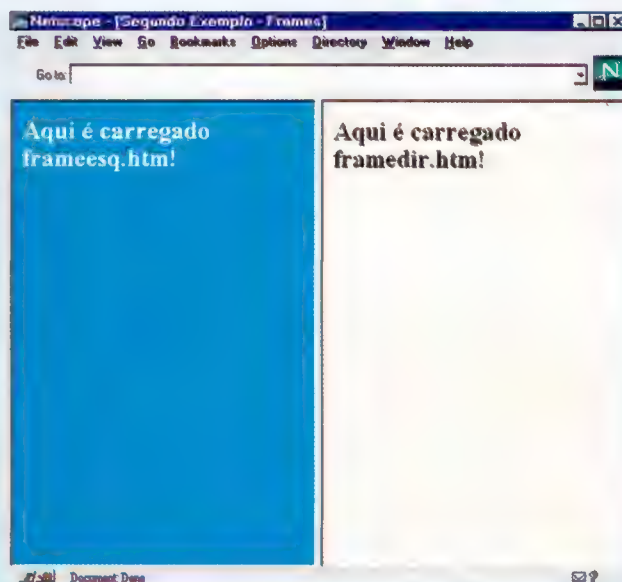 Netscape - [Segundo Exemplo - Frames]
File Edit View Go Bookmarks Options Directory Window Help
Go to:
N
Aqui é carregado
frameesq.htm!
Aqui é carregado
framedir.htm!
Document Done